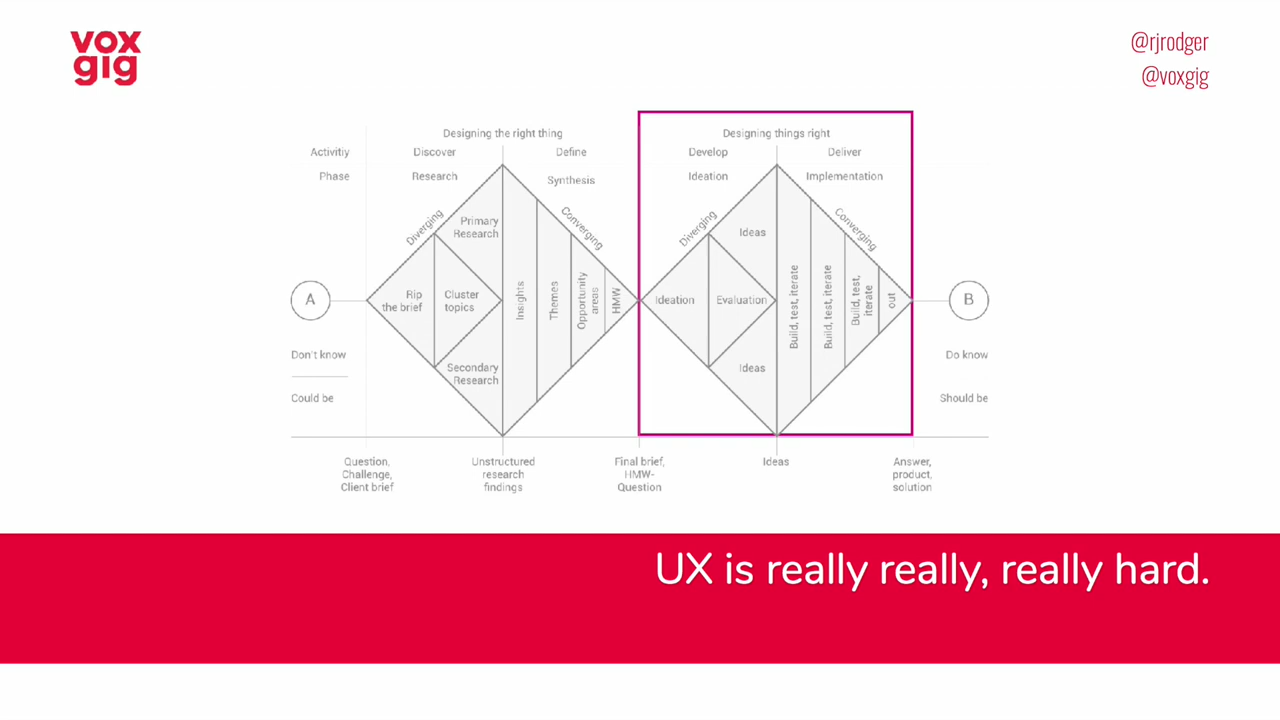 vox
gig
@rjrodger
@voxgig
Designing the right thing
Designing things right
Activitiy
Discover
Define
Develop
Deliver
Phase
Research
Synthesis
Ideation
Implementation
Diverging
Converging
Diverging
Converging
Primary
Research
Ideas
A
Rip
the brief
Cluster
topics
Insights
Themes
Opportunity
areas
HMW
Ideation
Evaluation
Build, test, iterate
Build, test, iterate
Build, test,
iterate
out
B
Don't know
Do know
Secondary
Research
Ideas
Could be
Should be
Question,
Challenge,
Client brief
Unstructured
research
findings
Final brief,
HMW-
Question
Ideas
Answer,
product,
solution
UX is really really, really hard.